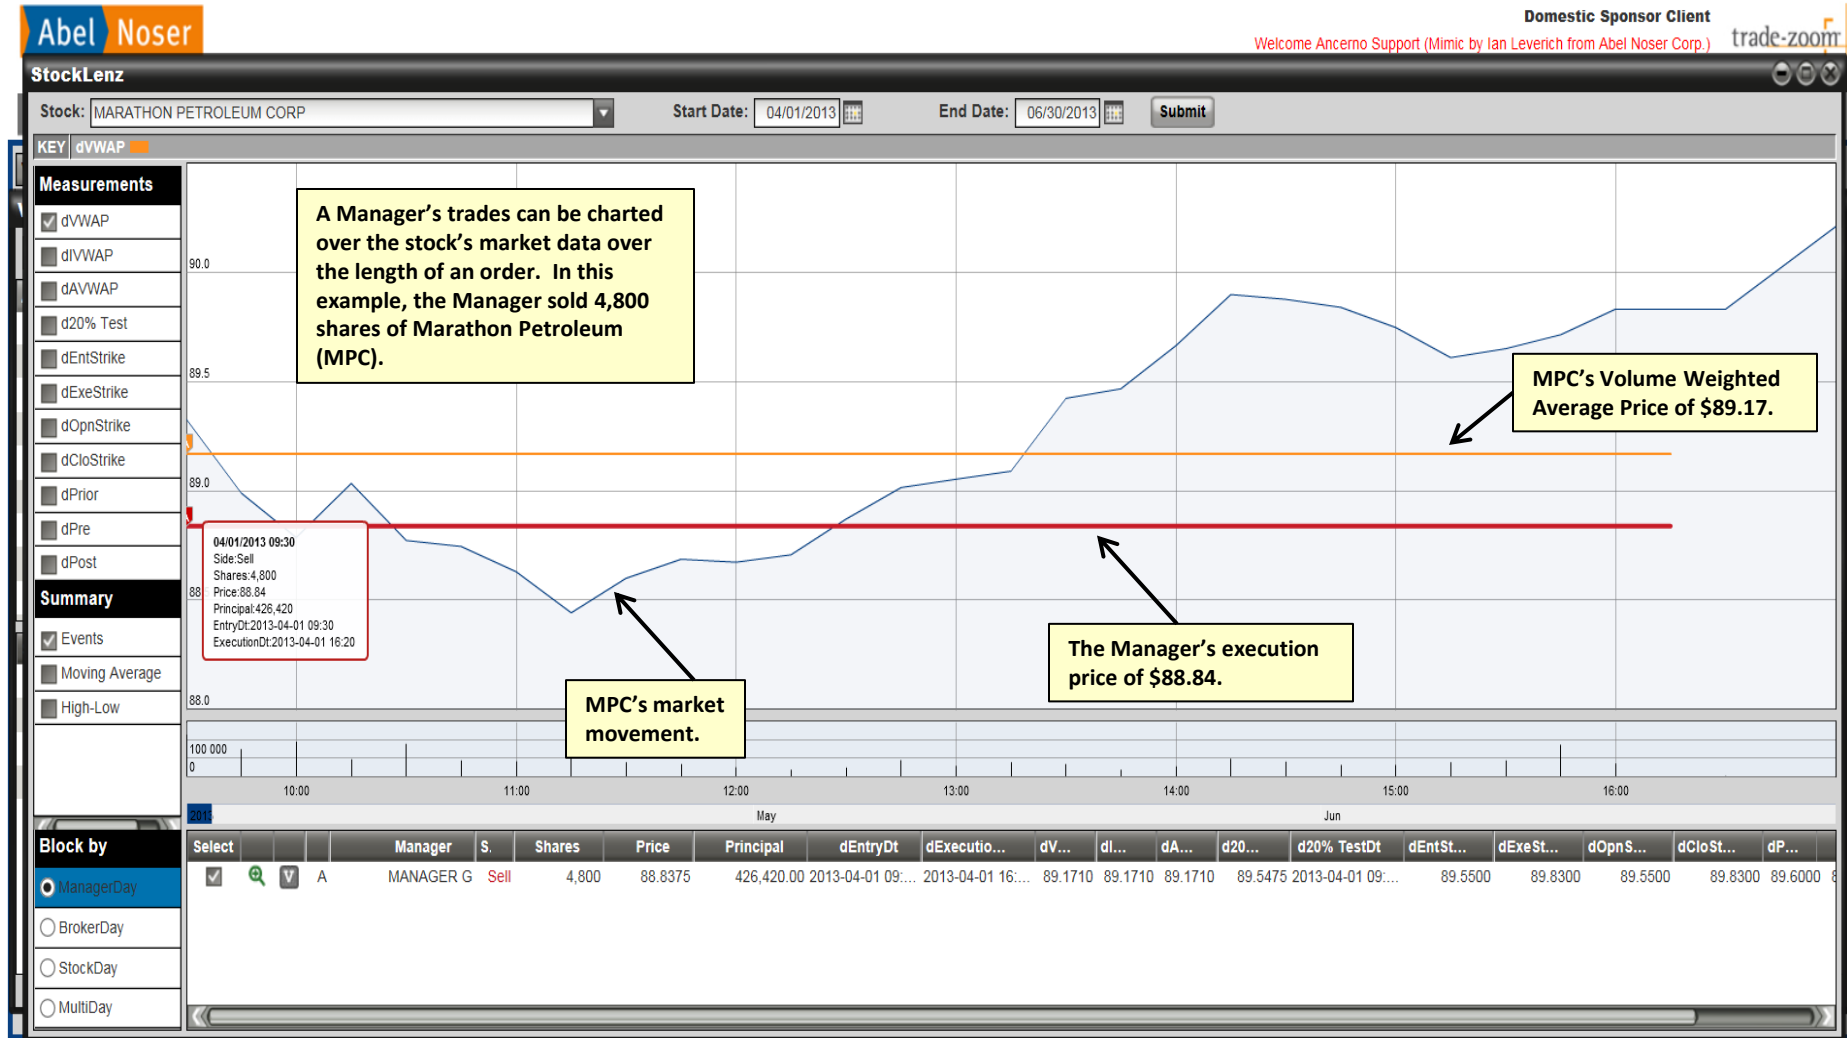 Abel Noser
Domestic Sponsor Client
Welcome Ancerno Support (Mimic by Ian Leverich from Abel Noser Corp.)
trade-zoom
StockLenz
Stock: MARATHON PETROLEUM CORP Start Date: 04/01/2013 End Date: 06/30/2013 Submit
KEY dVWAP
Measurements
dVWAP
dIVWAP
dAVWAP
d20% Test
dEntStrike
dExeStrike
dOpnStrike
dCloStrike
dPrior
dPre
dPost
Summary
Events
Moving Average
High-Low
A Manager's trades can be charted
over the stock's market data over
the length of an order. In this
example, the Manager sold 4,800
shares of Marathon Petroleum
(MPC).
90.0
89.5
89.0
88.0
MPC's Volume Weighted
Average Price of $89.17.
04/01/2013 09:30
Side:Sell
Shares:4,800
Price:88.84
Principal:426,420
EntryDt:2013-04-01 09:30
ExecutionDt:2013-04-01 16:20
The Manager's execution
price of $88.84.
MPC's market
movement.
100 000
0
10:00 11:00 12:00 13:00 14:00 15:00 16:00
2013 May Jun
Block by
ManagerDay
BrokerDay
StockDay
MultiDay
Select Manager S. Shares Price Principal dEntryDt dExecutio... dV... dI... dA... d20... d20% TestDt dEntSt... dExeSt... dOpnS... dCloSt... dP...
V A MANAGER G Sell 4,800 88.8375 426,420.00 2013-04-01 09:... 2013-04-01 16:... 89.1710 89.1710 89.1710 89.5475 2013-04-01 09:... 89.5500 89.8300 89.5500 89.8300 89.6000